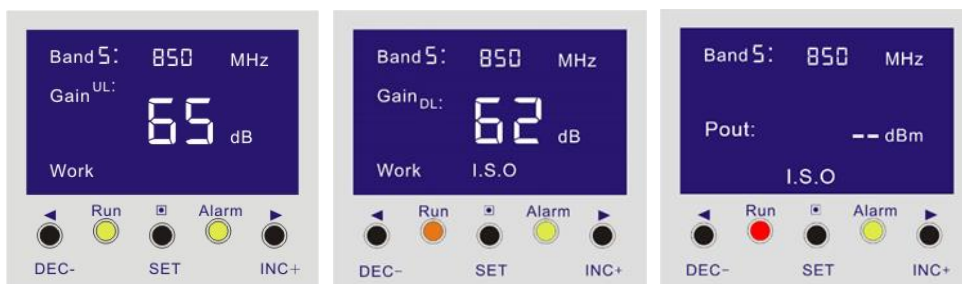 Band 5: 850 MHz
Gain UL:
65 dB
Work
Run Alarm
DEC- SET INC+
Band 5: 850 MHz
Gain DL:
62 dB
Work I.S.O
Run Alarm
DEC- SET INC+
Band 5: 850 MHz
Pout: -- dBm
I.S.O
Run Alarm
DEC- SET INC+